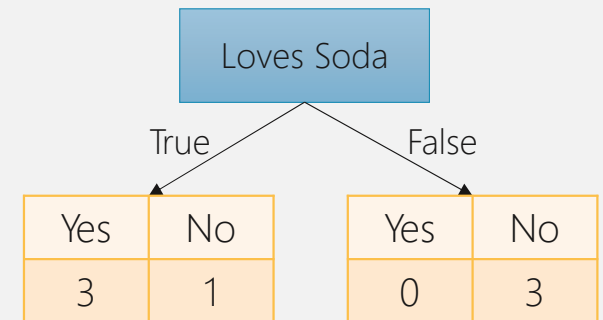 Loves Soda
True False
Yes No Yes No
3 1 0 3